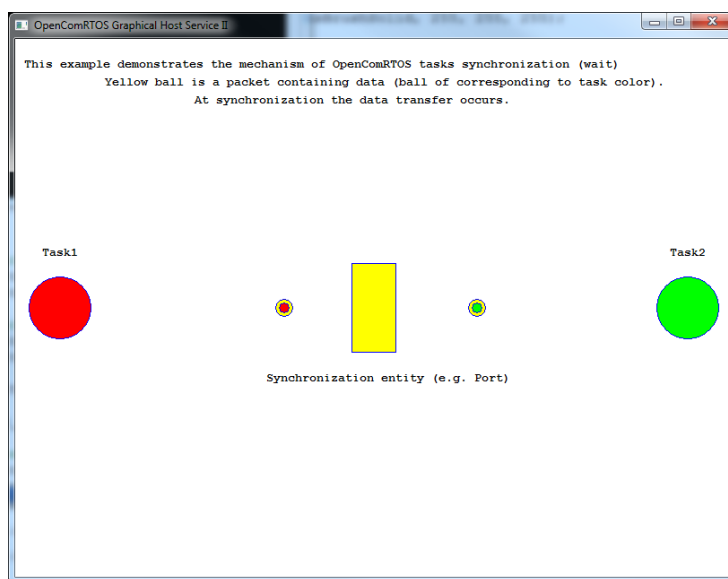 OpenComRTOS Graphical Host Service II
This example demonstrates the mechanism of OpenComRTOS tasks synchronization (wait)
Yellow ball is a packet containing data (ball of corresponding to task color).
At synchronization the data transfer occurs.
Task1
Task2
Synchronization entity (e.g. Port)